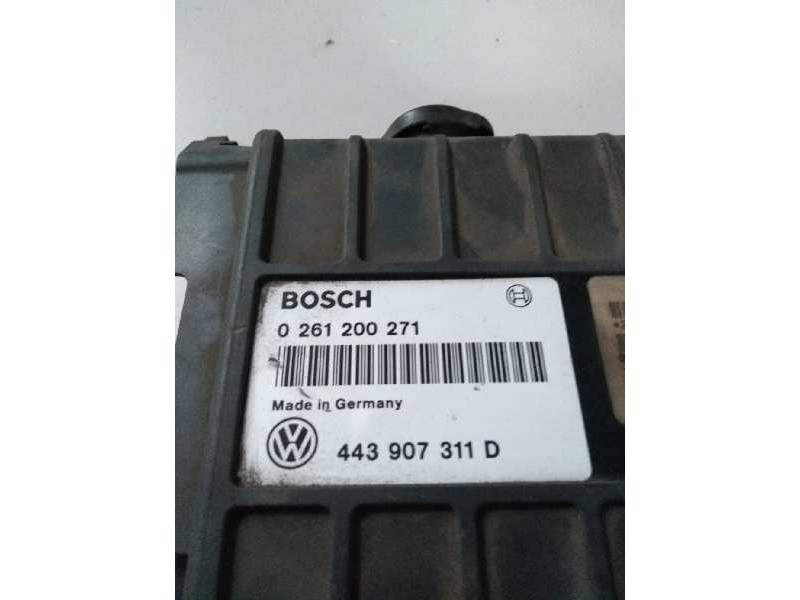 BOSCH
0 261 200 271
Made in Germany
443 907 311 D